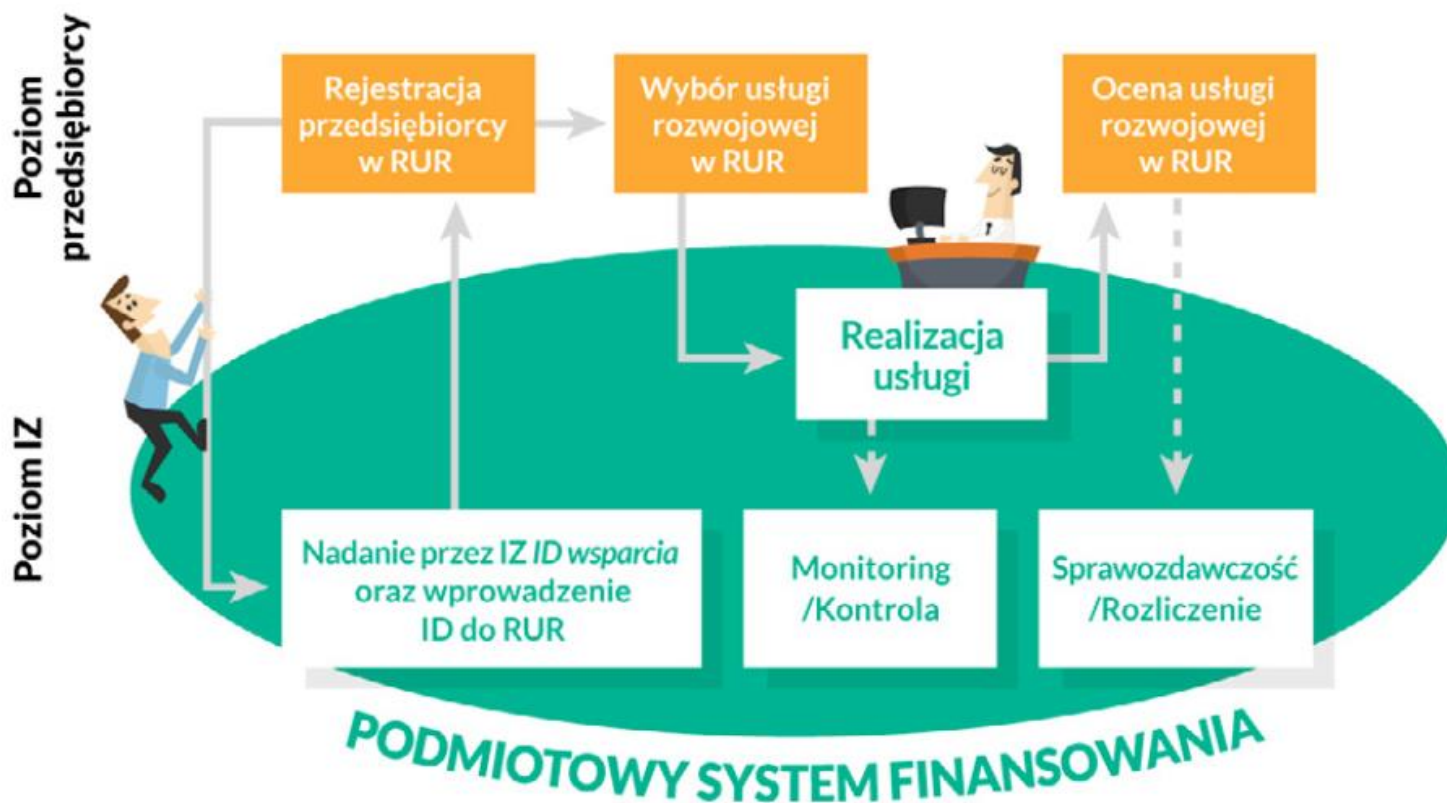 Poziom
przedsiębiorcy
Rejestracja
przedsiębiorcy
w RUR
Wybór usługi
rozwojowej
w RUR
Ocena usługi
rozwojowej
w RUR
Realizacja
usługi
Poziom IZ
Nadanie przez IZ ID wsparcia
oraz wprowadzenie
ID do RUR
Monitoring
/Kontrola
Sprawozdawczość
/Rozliczenie
PODMIOTOWY SYSTEM FINANSOWANIA